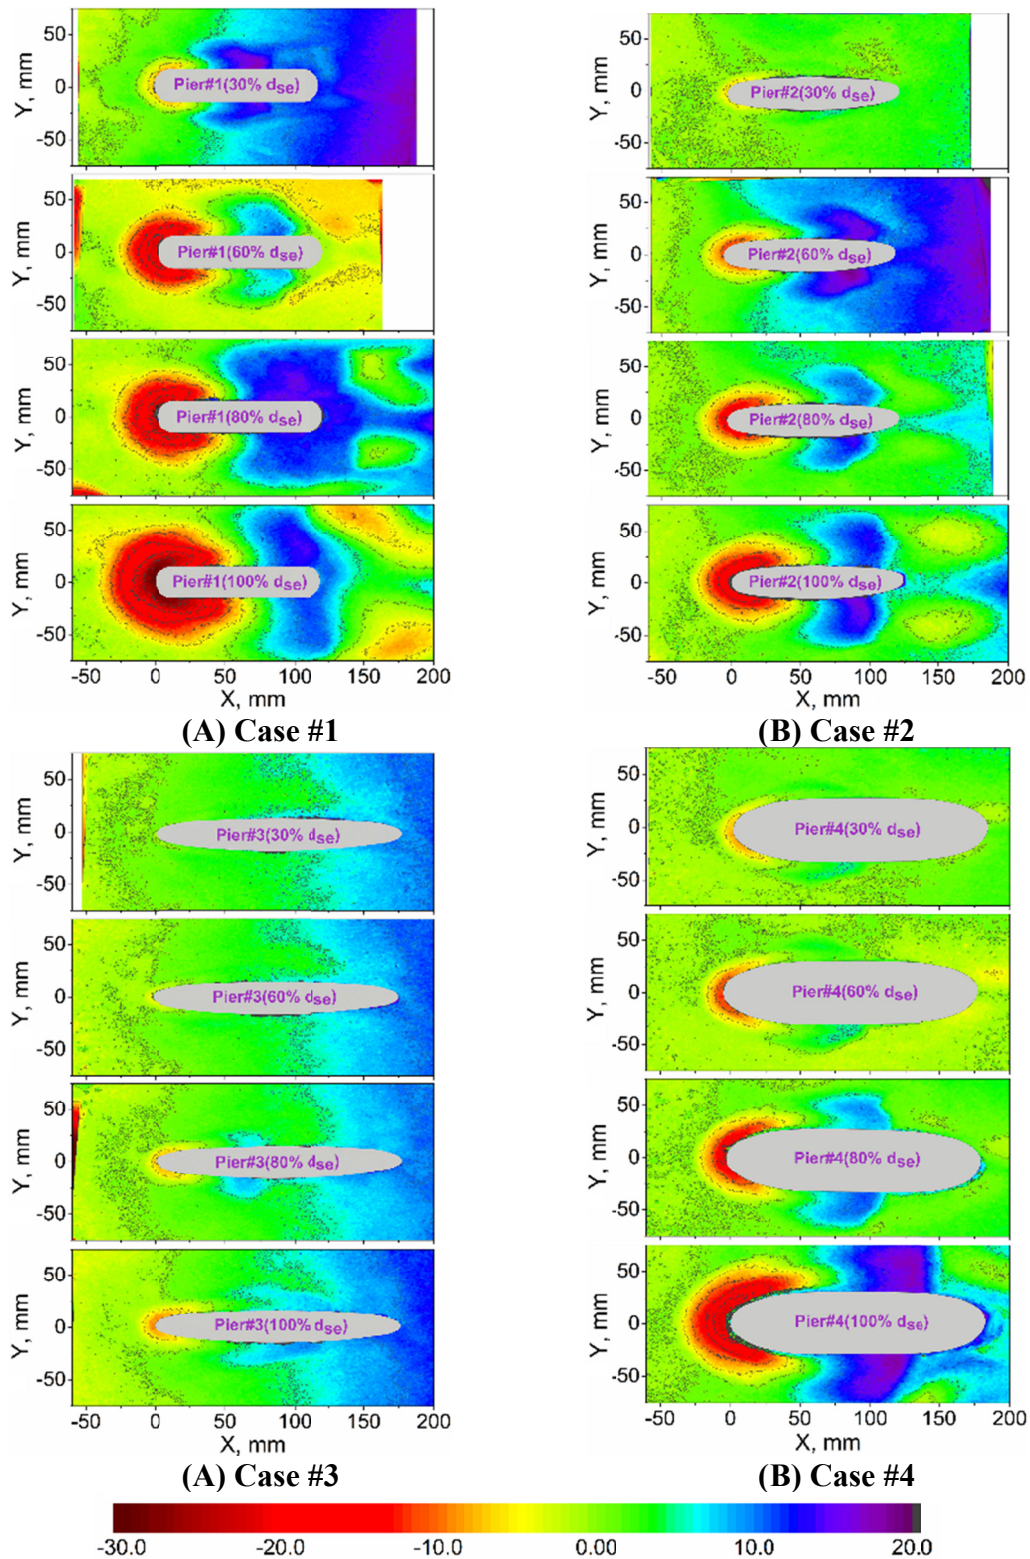 Y, mm
50
0
-50
Pier#1(30% dse)
Y, mm
50
0
-50
Pier#1(60% dse)
Y, mm
50
0
-50
Pier#1(80% dse)
Y, mm
50
0
-50
Pier#1(100% dse)
-50 0 50 100 150 200
X, mm
(A) Case #1
Y, mm
50
0
-50
Pier#2(30% dse)
Y, mm
50
0
-50
Pier#2(60% dse)
Y, mm
50
0
-50
Pier#2(80% dse)
Y, mm
50
0
-50
Pier#2(100% dse)
-50 0 50 100 150 200
X, mm
(B) Case #2
Y, mm
50
0
-50
Pier#3(30% dse)
Y, mm
50
0
-50
Pier#3(60% dse)
Y, mm
50
0
-50
Pier#3(80% dse)
Y, mm
50
0
-50
Pier#3(100% dse)
-50 0 50 100 150 200
X, mm
(A) Case #3
Y, mm
50
0
-50
Pier#4(30% dse)
Y, mm
50
0
-50
Pier#4(60% dse)
Y, mm
50
0
-50
Pier#4(80% dse)
Y, mm
50
0
-50
Pier#4(100% dse)
-50 0 50 100 150 200
X, mm
(B) Case #4
-30.0 -20.0 -10.0 0.00 10.0 20.0